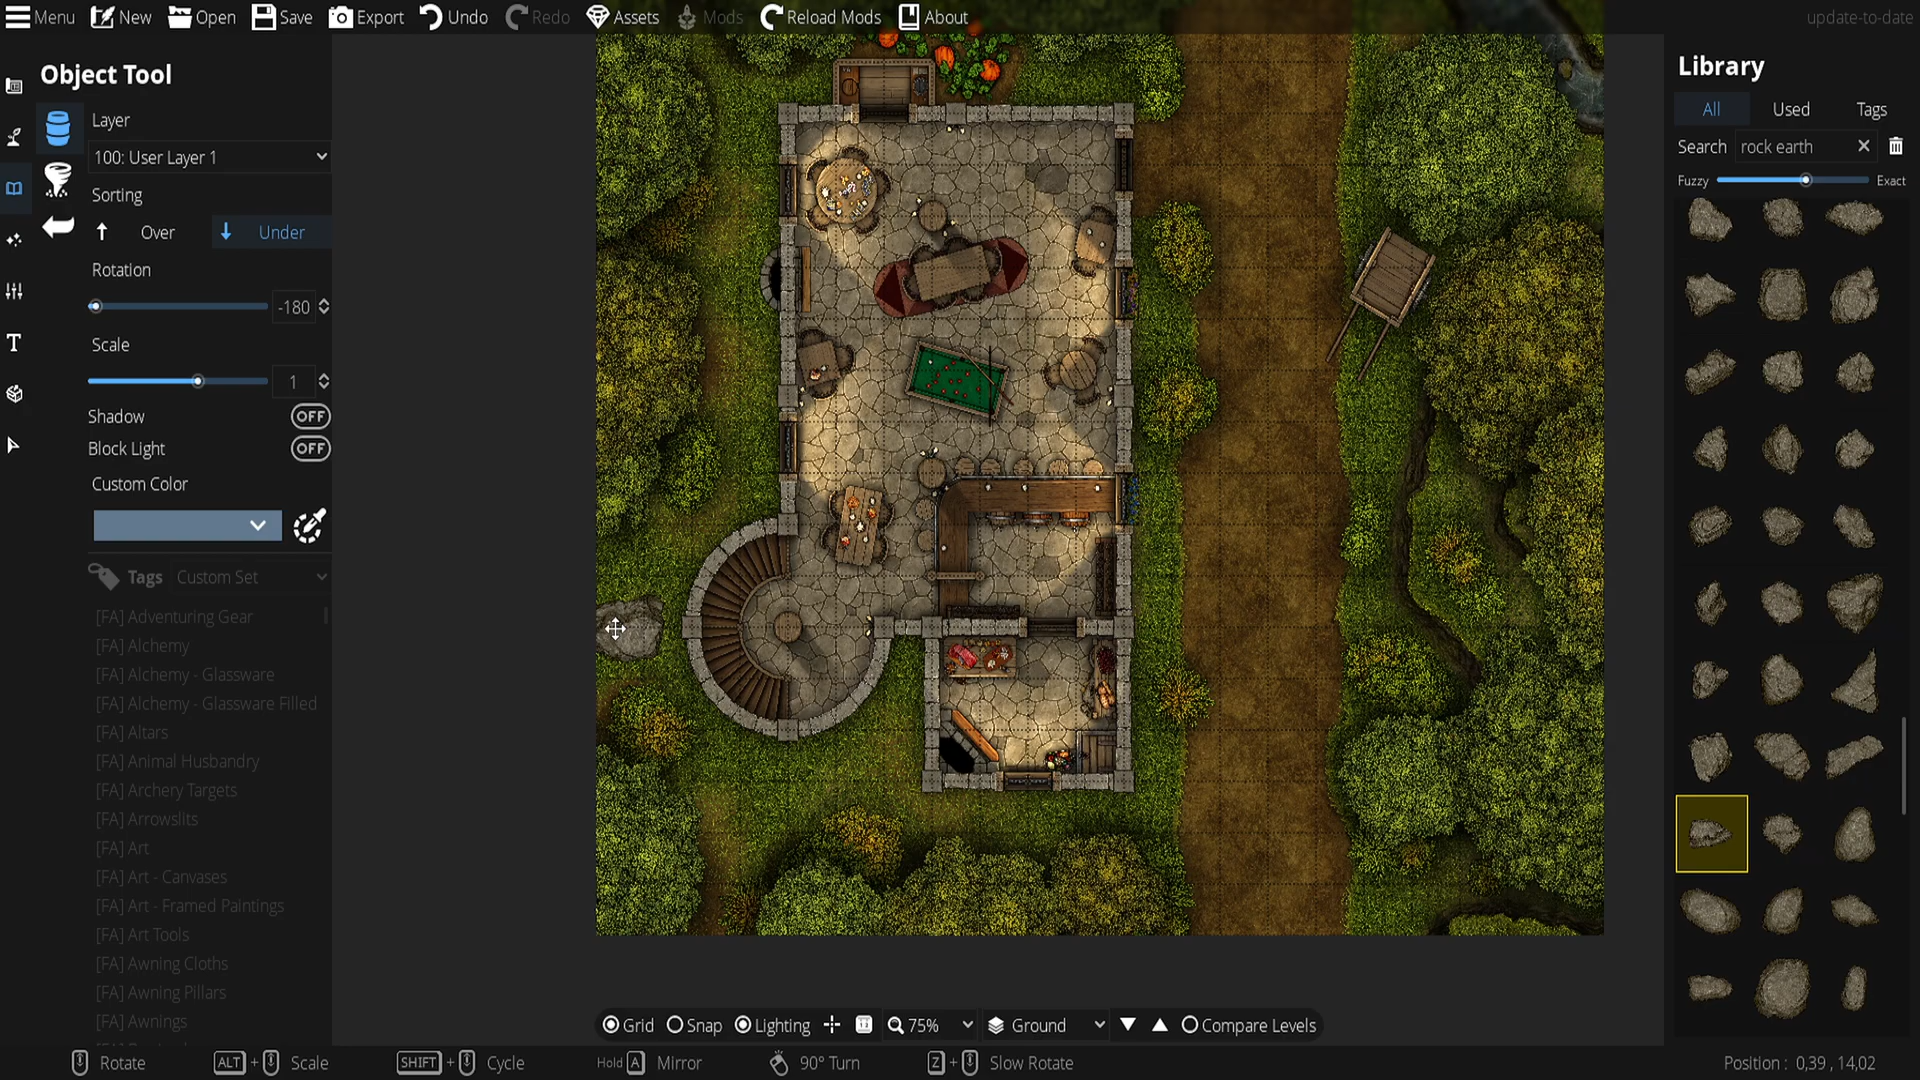 Menu New Open Save Export Undo Redo Assets Mods Reload Mods About update-to-date
Object Tool
Layer
100: User Layer 1
Sorting
Over Under
Rotation
-180
Scale
1
Shadow OFF
Block Light OFF
Custom Color
Tags Custom Set
[FA] Adventuring Gear
[FA] Alchemy
[FA] Alchemy - Glassware
[FA] Alchemy - Glassware Filled
[FA] Altars
[FA] Animal Husbandry
[FA] Archery Targets
[FA] Arrowslits
[FA] Art
[FA] Art - Canvases
[FA] Art - Framed Paintings
[FA] Art Tools
[FA] Awning Cloths
[FA] Awning Pillars
[FA] Awnings
Library
All Used Tags
Search rock earth
Fuzzy Exact
Grid Snap Lighting 75% Ground Compare Levels
Rotate ALT + Scale SHIFT + Cycle Hold A Mirror 90° Turn Z + Slow Rotate Position : 0,39 , 14,02